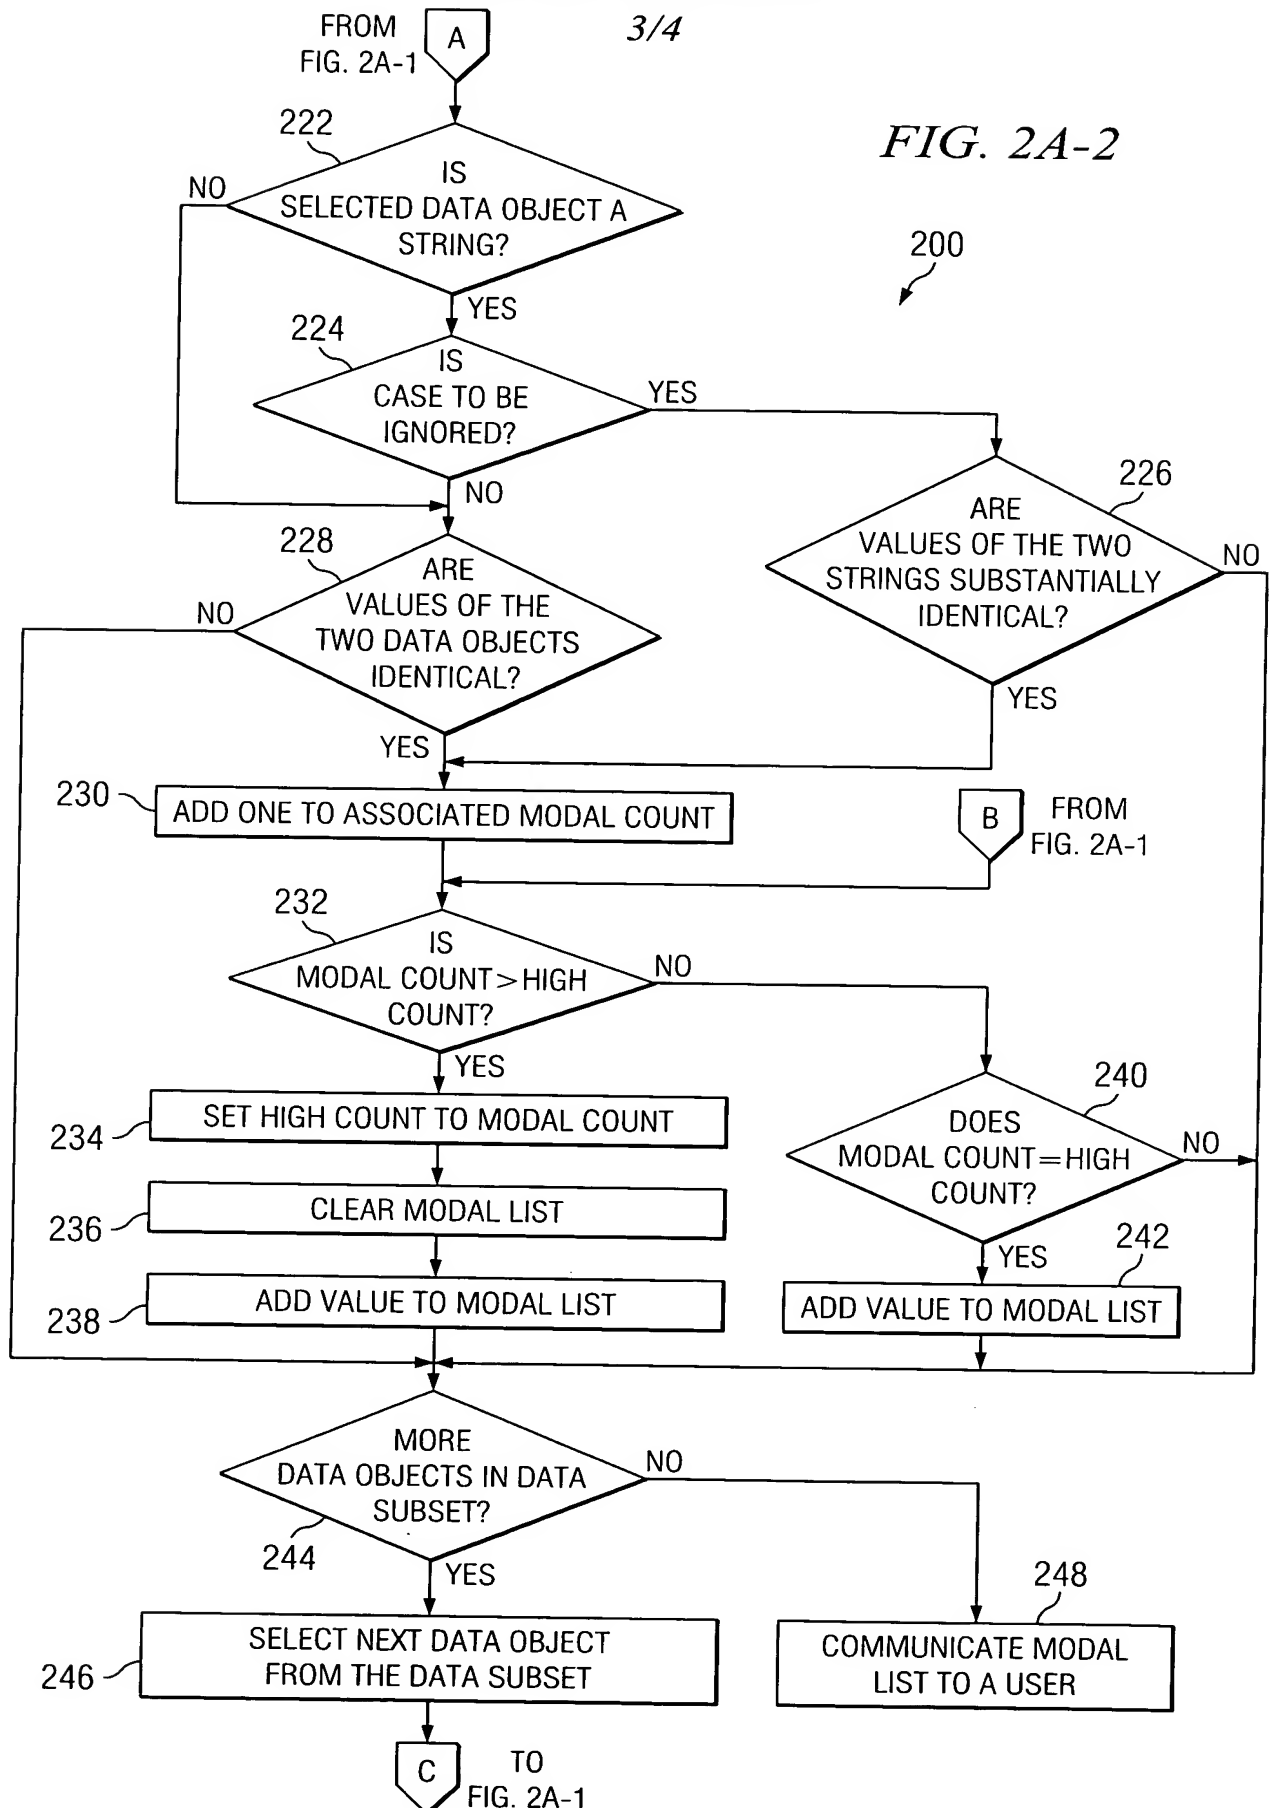 FROM
FIG. 2A-1
A
3/4
FIG. 2A-2
200
222
IS
SELECTED DATA OBJECT A
STRING?
NO
YES
224
IS
CASE TO BE
IGNORED?
YES
NO
226
ARE
VALUES OF THE TWO
STRINGS SUBSTANTIALLY
IDENTICAL?
NO
YES
228
ARE
VALUES OF THE
TWO DATA OBJECTS
IDENTICAL?
NO
YES
230
ADD ONE TO ASSOCIATED MODAL COUNT
B
FROM
FIG. 2A-1
232
IS
MODAL COUNT>HIGH
COUNT?
NO
YES
234
SET HIGH COUNT TO MODAL COUNT
236
CLEAR MODAL LIST
238
ADD VALUE TO MODAL LIST
240
DOES
MODAL COUNT=HIGH
COUNT?
NO
YES
242
ADD VALUE TO MODAL LIST
MORE
DATA OBJECTS IN DATA
SUBSET?
244
NO
YES
246
SELECT NEXT DATA OBJECT
FROM THE DATA SUBSET
248
COMMUNICATE MODAL
LIST TO A USER
C
TO
FIG. 2A-1